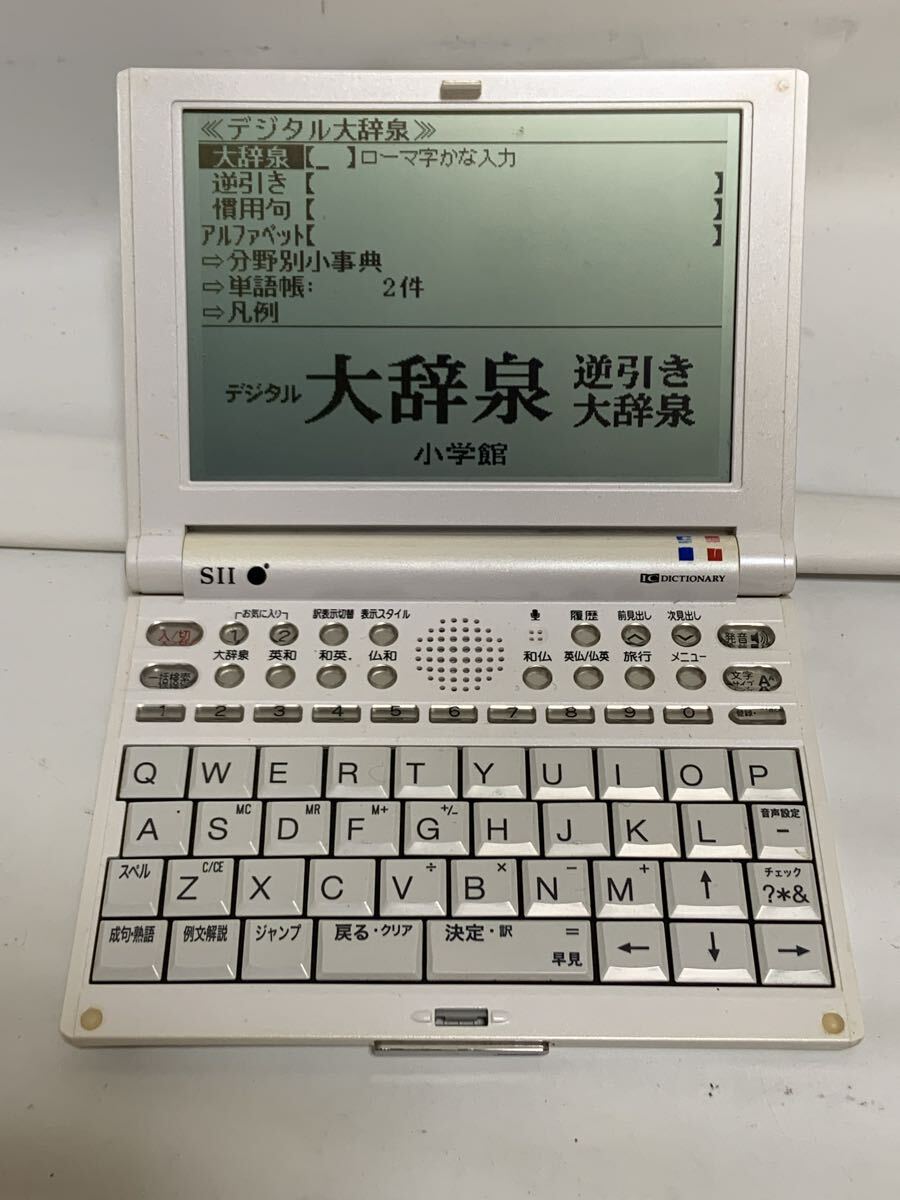 ≪デジタル大辞泉≫
大辞泉【_ 】ローマ字かな入力
逆引き【 】
慣用句【 】
アルファベット【 】
⇨分野別小事典
⇨単語帳: 2件
⇨凡例
デジタル 大辞泉 逆引き大辞泉
小学館
SII
IC DICTIONARY
お気に入り 訳表示切替 表示スタイル 履歴 前見出し 次見出し
入/切 1 2 発音
大辞泉 英和 和英 仏和 和仏 英仏/仏英 旅行 メニュー
一括検索 文字サイズ
1 2 3 4 5 6 7 8 9 0
Q W E R T Y U I O P
A S MC D MR F M+ G +/- H J K L 音声設定 -
スペル Z C/CE X C V ÷ B × N − M + ↑ チェック ?*&
成句・熟語 例文・解説 ジャンプ 戻る・クリア 決定・訳 = 早見 ← ↓ →